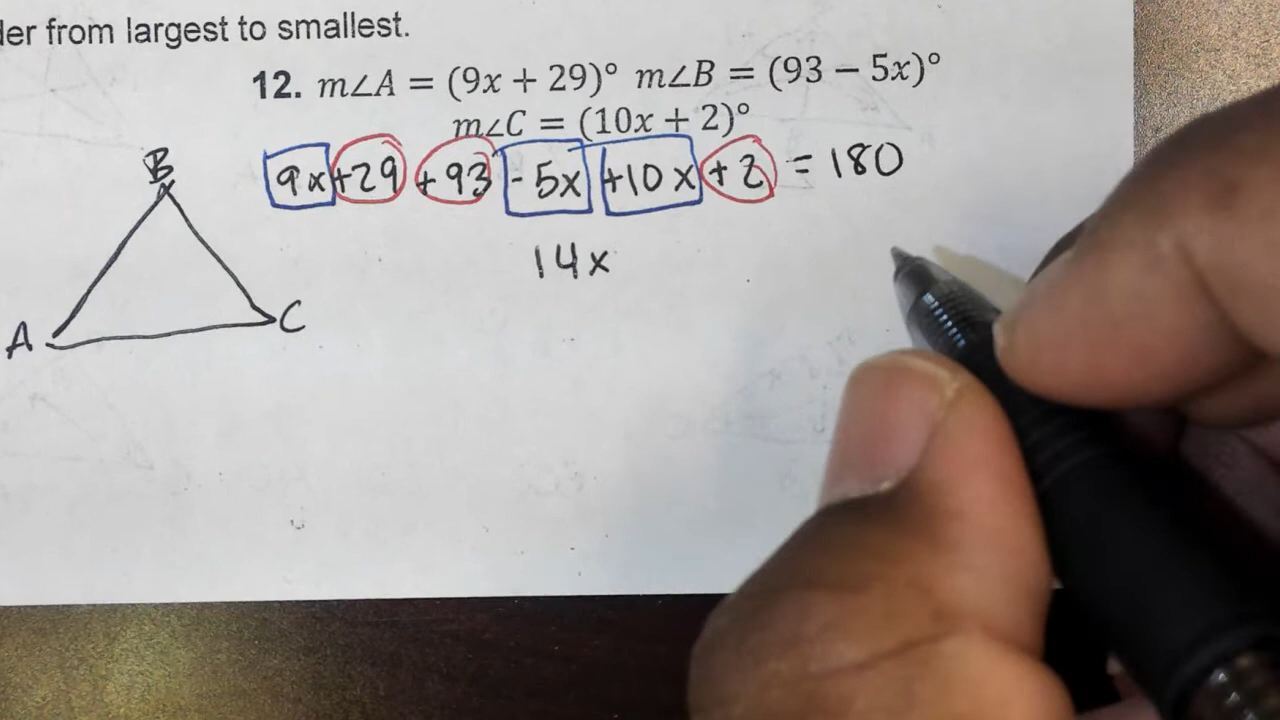 der from largest to smallest.
12. m∠A = (9x + 29)° m∠B = (93 − 5x)°
m∠C = (10x + 2)°
9x+29 +93 -5x +10x +2 = 180
B
14x
A C